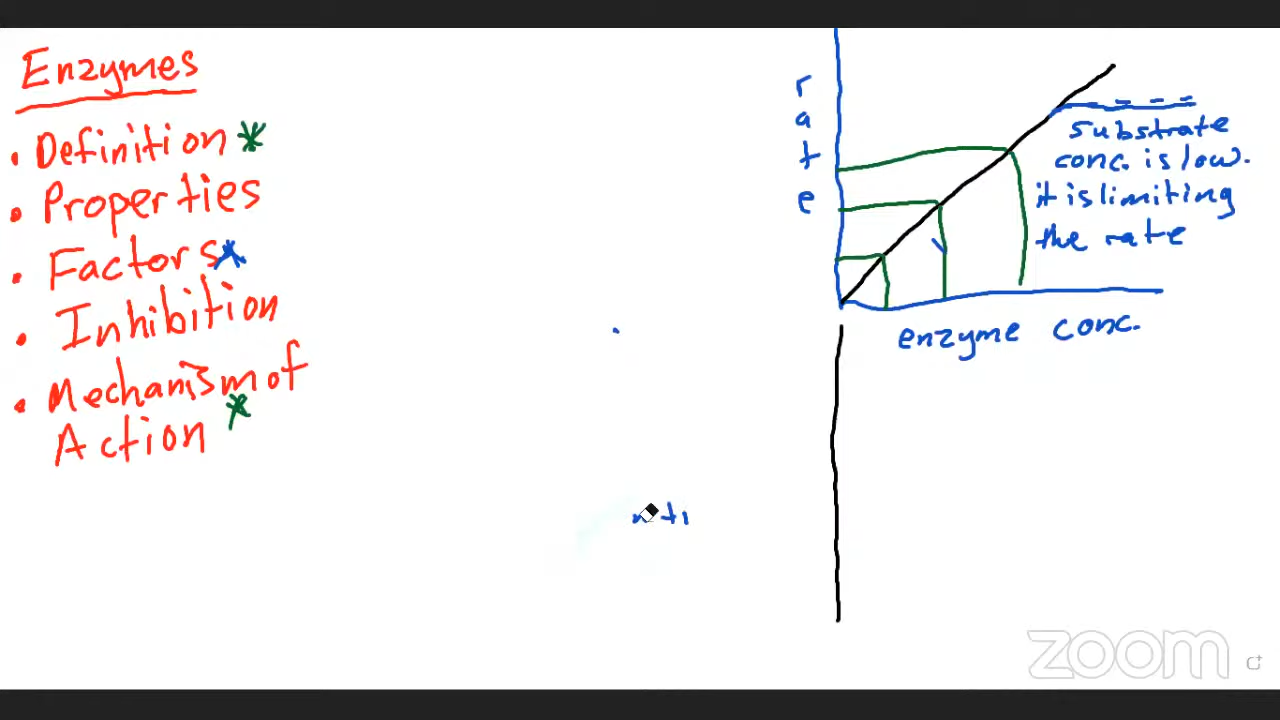 Enzymes
• Definition *
• Properties
• Factors *
• Inhibition
• Mechanism of
Action *
rate
substrate
conc. is low.
it is limiting
the rate
enzyme conc.
zoom